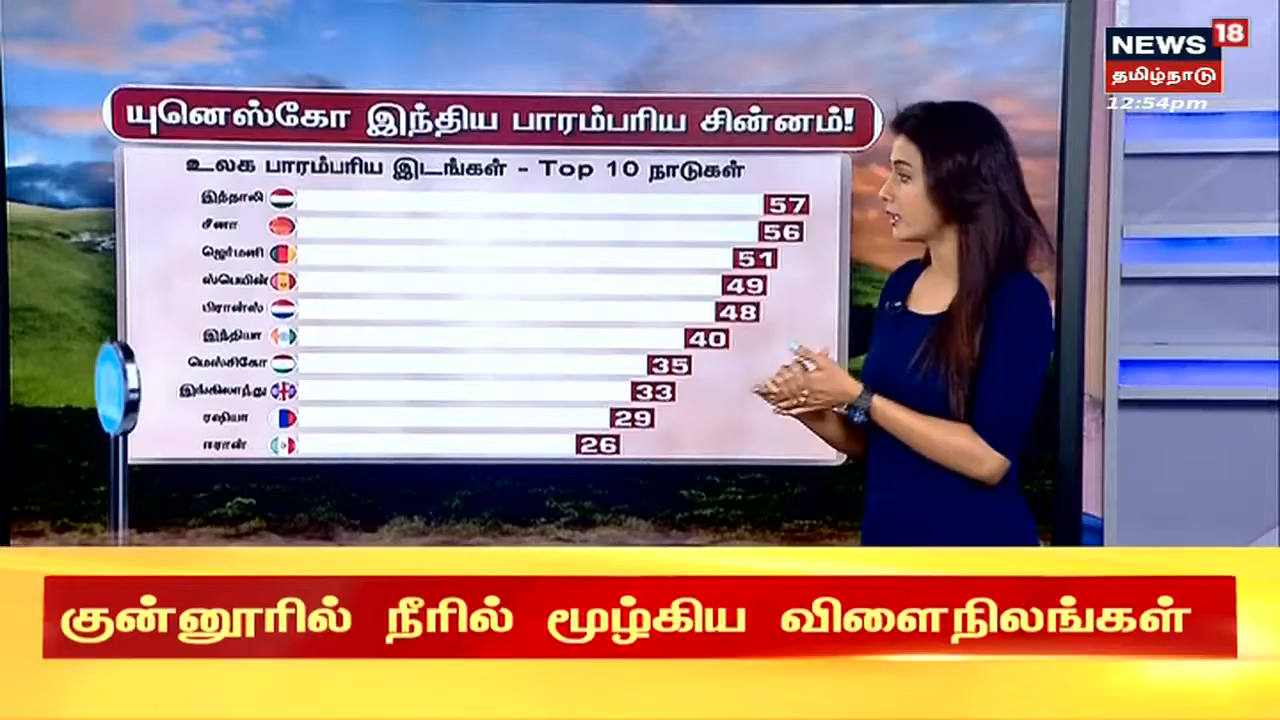 NEWS 18
தமிழ்நாடு
12:54pm
யுனெஸ்கோ இந்திய பாரம்பரிய சின்னம்!
உலக பாரம்பரிய இடங்கள் - Top 10 நாடுகள்
இத்தாலி 57
சீனா 56
ஜெர்மனி 51
ஸ்பெயின் 49
பிரான்ஸ் 48
இந்தியா 40
மெஸ்சிகோ 35
இங்கிலாந்து 33
ரஷியா 29
ஈரான் 26
குன்னூரில் நீரில் மூழ்கிய விளைநிலங்கள்